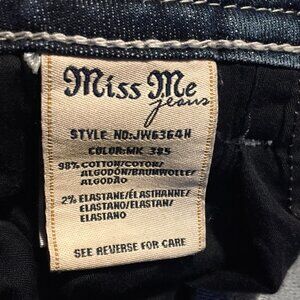 Miss Me
jeans
STYLE NO:JW6364H
COLOR:MK 385
98% COTTON/COTON/
ALGODÓN/BAUMWOLLE/
ALGODÃO
2% ELASTANE/ÉLASTHANNE/
ELASTANO/ELASTAN/
ELASTANO
SEE REVERSE FOR CARE